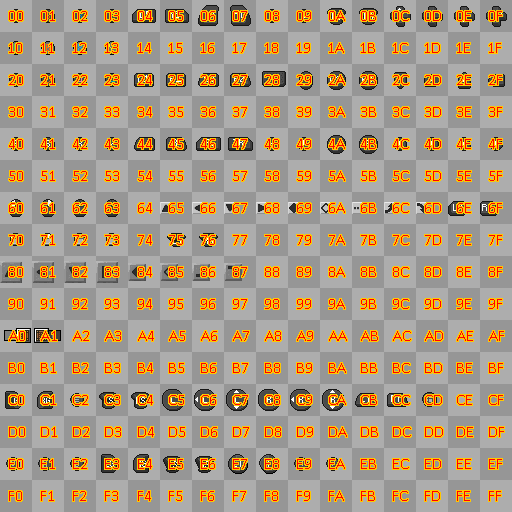 00 01 02 03 04 05 06 07 08 09 0A 0B 0C 0D 0E 0F
10 11 12 13 14 15 16 17 18 19 1A 1B 1C 1D 1E 1F
20 21 22 23 24 25 26 27 28 29 2A 2B 2C 2D 2E 2F
30 31 32 33 34 35 36 37 38 39 3A 3B 3C 3D 3E 3F
40 41 42 43 44 45 46 47 48 49 4A 4B 4C 4D 4E 4F
50 51 52 53 54 55 56 57 58 59 5A 5B 5C 5D 5E 5F
60 61 62 63 64 65 66 67 68 69 6A 6B 6C 6D 6E 6F
70 71 72 73 74 75 76 77 78 79 7A 7B 7C 7D 7E 7F
80 81 82 83 84 85 86 87 88 89 8A 8B 8C 8D 8E 8F
90 91 92 93 94 95 96 97 98 99 9A 9B 9C 9D 9E 9F
A0 A1 A2 A3 A4 A5 A6 A7 A8 A9 AA AB AC AD AE AF
B0 B1 B2 B3 B4 B5 B6 B7 B8 B9 BA BB BC BD BE BF
C0 C1 C2 C3 C4 C5 C6 C7 C8 C9 CA CB CC CD CE CF
D0 D1 D2 D3 D4 D5 D6 D7 D8 D9 DA DB DC DD DE DF
E0 E1 E2 E3 E4 E5 E6 E7 E8 E9 EA EB EC ED EE EF
F0 F1 F2 F3 F4 F5 F6 F7 F8 F9 FA FB FC FD FE FF